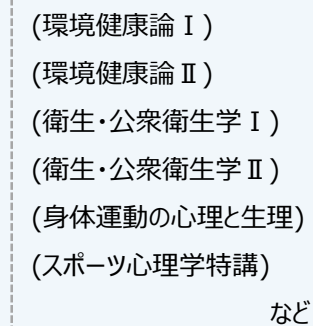 (環境健康論Ⅰ)
(環境健康論Ⅱ)
(衛生・公衆衛生学Ⅰ)
(衛生・公衆衛生学Ⅱ)
(身体運動の心理と生理)
(スポーツ心理学特講)
など